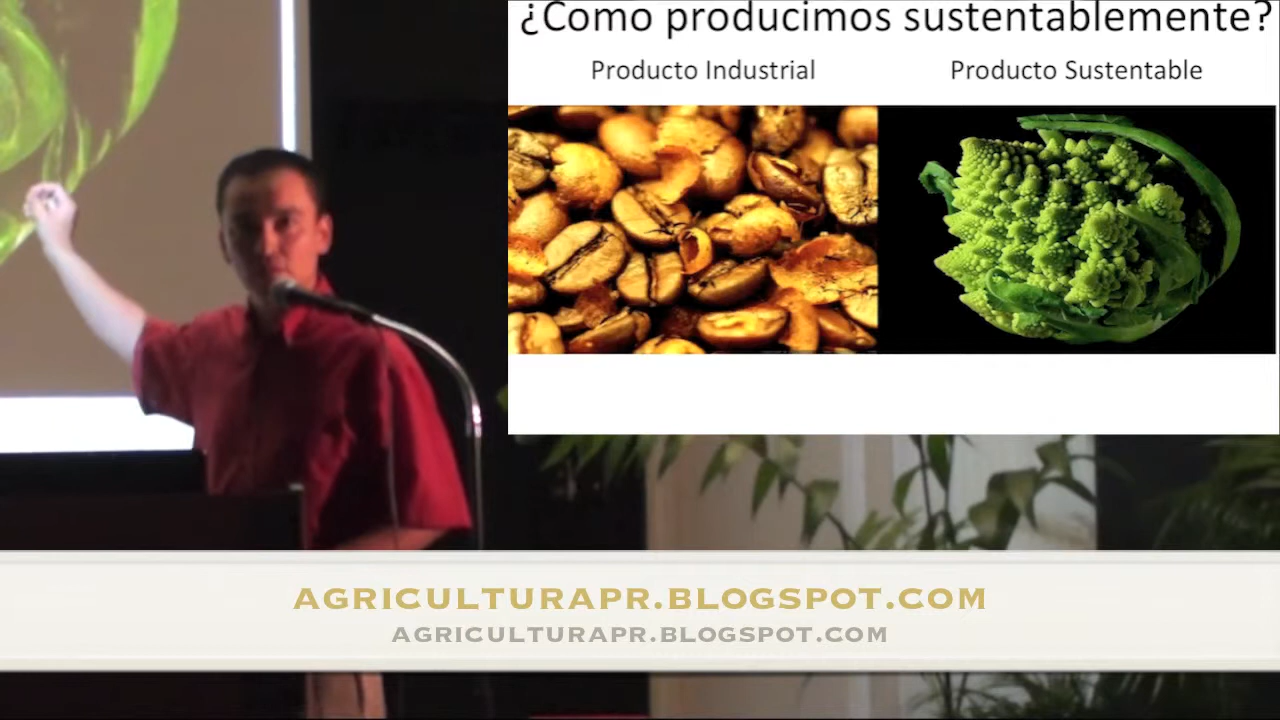 ¿Como producimos sustentablemente?
Producto Industrial
Producto Sustentable
AGRICULTURAPR.BLOGSPOT.COM
AGRICULTURAPR.BLOGSPOT.COM